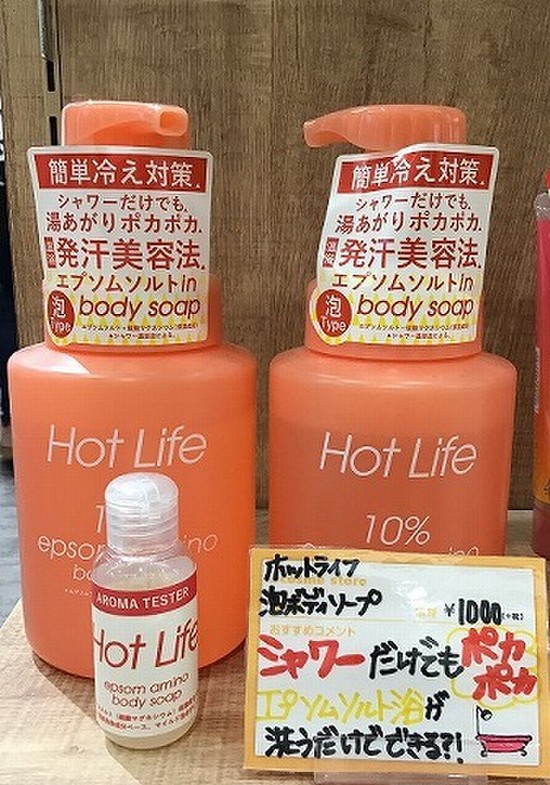 簡単冷え対策
シャワーだけでも、
湯あがりポカポカ、
温浴
発汗美容法
エプソムソルトin
泡
Type
body soap
Hot Life
epsom amino
簡単冷え対策
シャワーだけでも、
湯あがりポカポカ、
温浴
発汗美容法
エプソムソルトin
泡
Type
body soap
Hot Life
10%
AROMA TESTER
Hot Life
epsom amino
body soap
ホットライフ
泡ボディソープ
¥1000(+税)
おすすめコメント
シャワーだけでもポカポカ
エプソムソルト浴が
洗うだけでできる?!